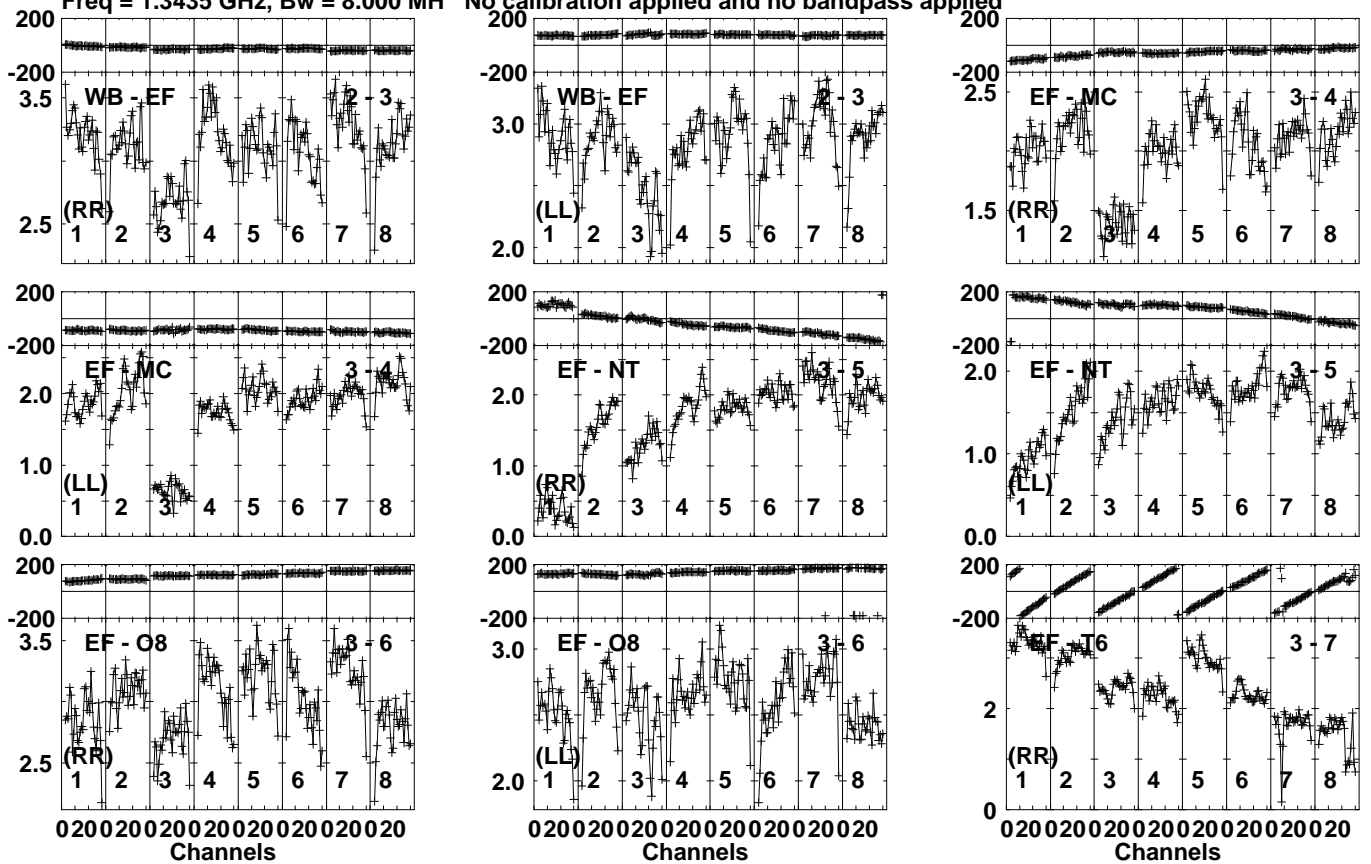 Freq = 1.3435 GHz, Bw = 8.000 MH No calibration applied and no bandpass applied
200
-200
3.5
2.5
WB - EF
2 - 3
(RR)
1 2 3 4 5 6 7 8
200
-200
3.0
2.0
WB - EF
2 - 3
(LL)
1 2 3 4 5 6 7 8
200
-200
2.5
1.5
EF - MC
3 - 4
(RR)
1 2 3 4 5 6 7 8
200
-200
2.0
1.0
0.0
EF - MC
3 - 4
(LL)
1 2 3 4 5 6 7 8
200
-200
2.0
1.0
0.0
EF - NT
3 - 5
(RR)
1 2 3 4 5 6 7 8
200
-200
2.0
1.0
0.0
EF - NT
3 - 5
(LL)
1 2 3 4 5 6 7 8
200
-200
3.5
2.5
EF - O8
3 - 6
(RR)
1 2 3 4 5 6 7 8
0 20 0 20 0 20 0 20 0 20 0 20 0 20 0 20
Channels
200
-200
3.0
2.0
EF - O8
3 - 6
(LL)
1 2 3 4 5 6 7 8
0 20 0 20 0 20 0 20 0 20 0 20 0 20 0 20
Channels
200
-200
2
0
EF - T6
3 - 7
(RR)
1 2 3 4 5 6 7 8
0 20 0 20 0 20 0 20 0 20 0 20 0 20 0 20
Channels